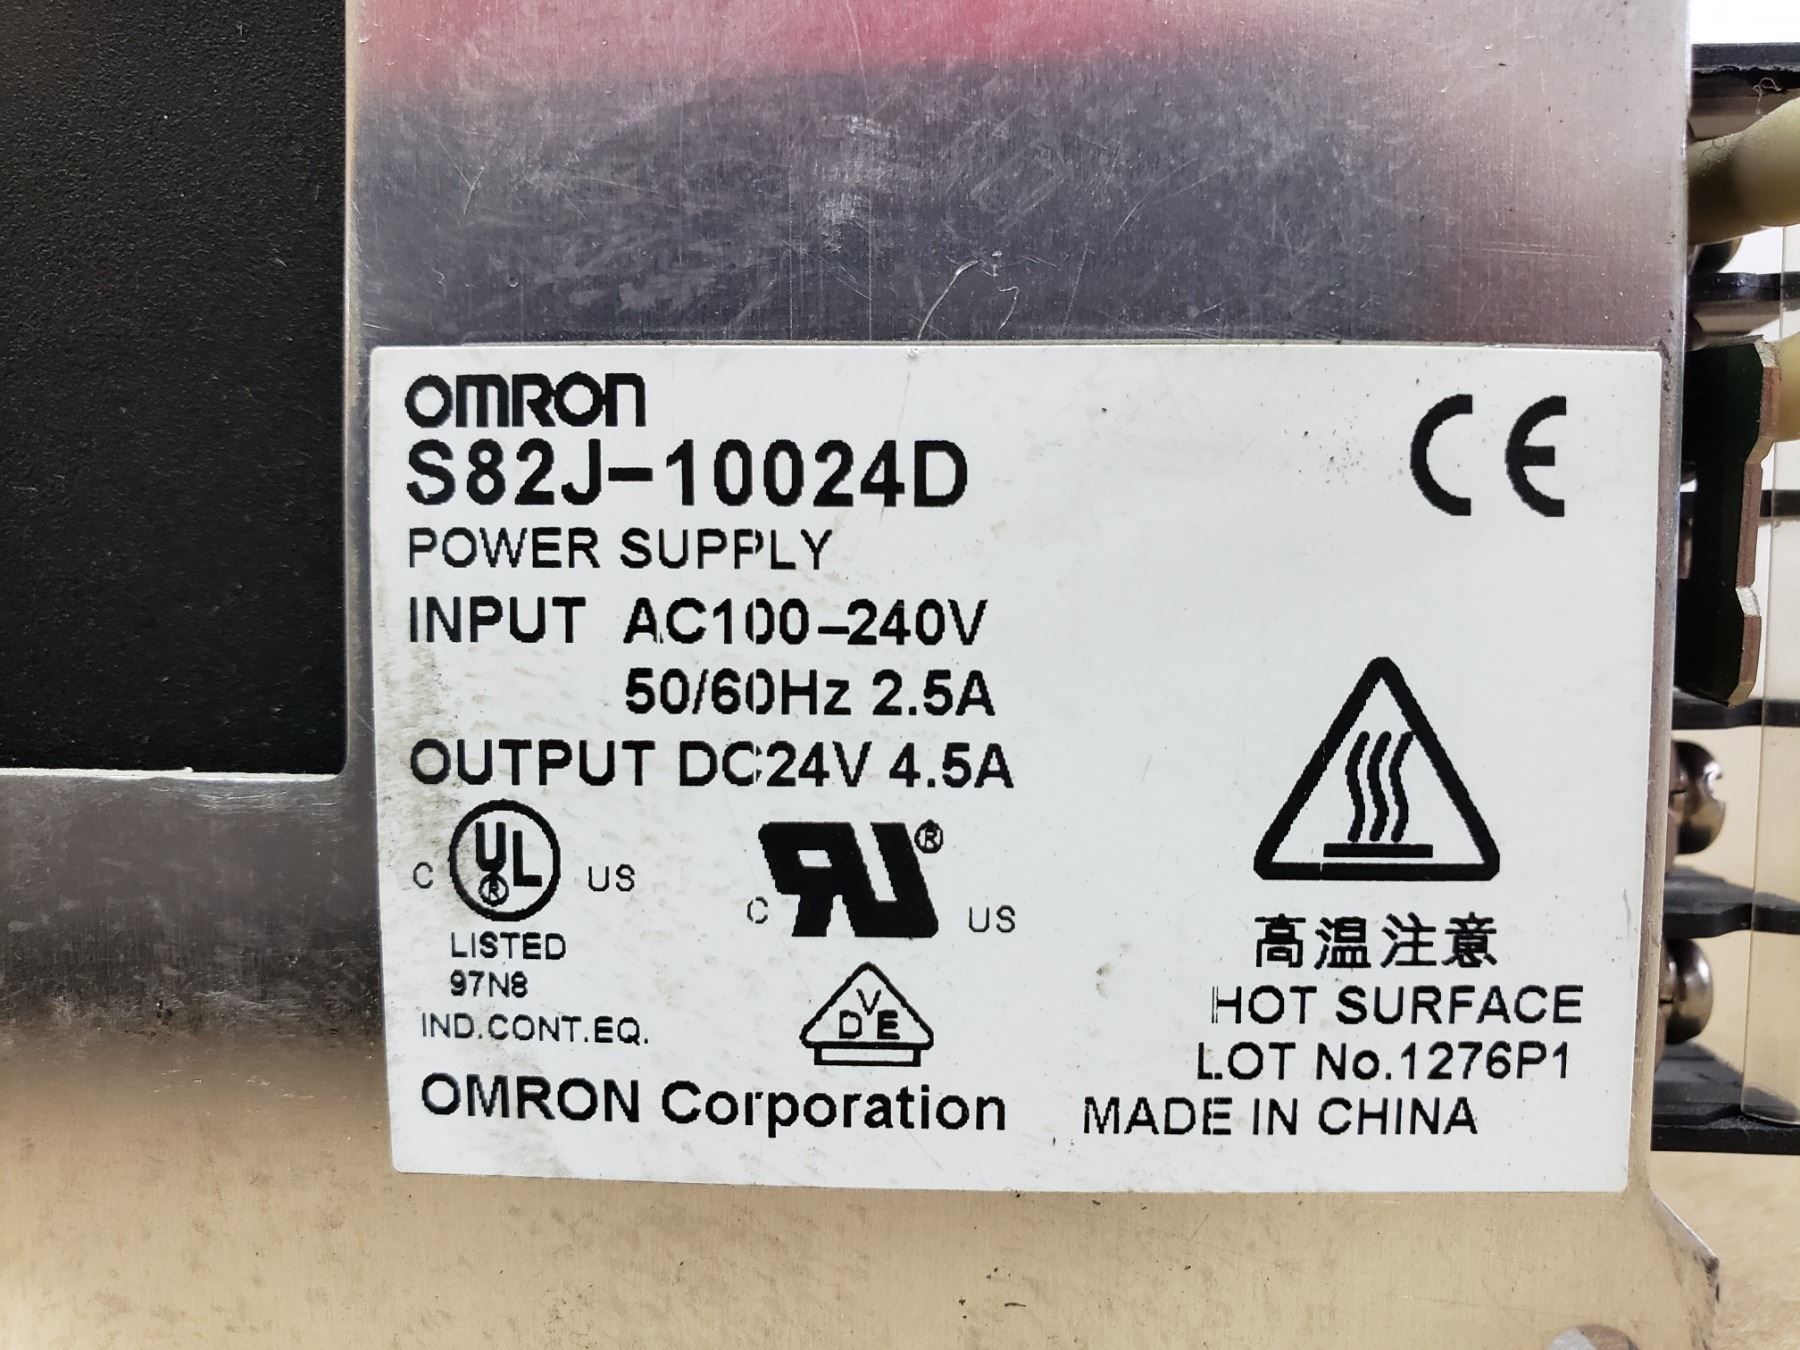 OMRON
S82J-10024D
POWER SUPPLY
INPUT AC100-240V
50/60Hz 2.5A
OUTPUT DC24V 4.5A
C UL ® US
LISTED
97N8
IND.CONT.EQ.
C RU ® US
VDE
OMRON Corporation
CE
高温注意
HOT SURFACE
LOT No.1276P1
MADE IN CHINA